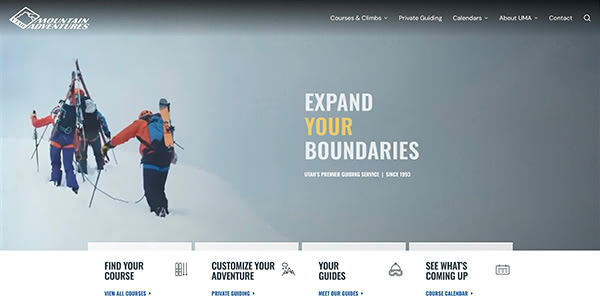 MOUNTAIN
ADVENTURES
Courses & Climbs Private Guiding Calendars About UMA Contact
EXPAND
YOUR
BOUNDARIES
UTAH'S PREMIER GUIDING SERVICE | SINCE 1993
FIND YOUR
COURSE
VIEW ALL COURSES
CUSTOMIZE YOUR
ADVENTURE
PRIVATE GUIDING
YOUR
GUIDES
MEET OUR GUIDES
SEE WHAT'S
COMING UP
COURSE CALENDAR